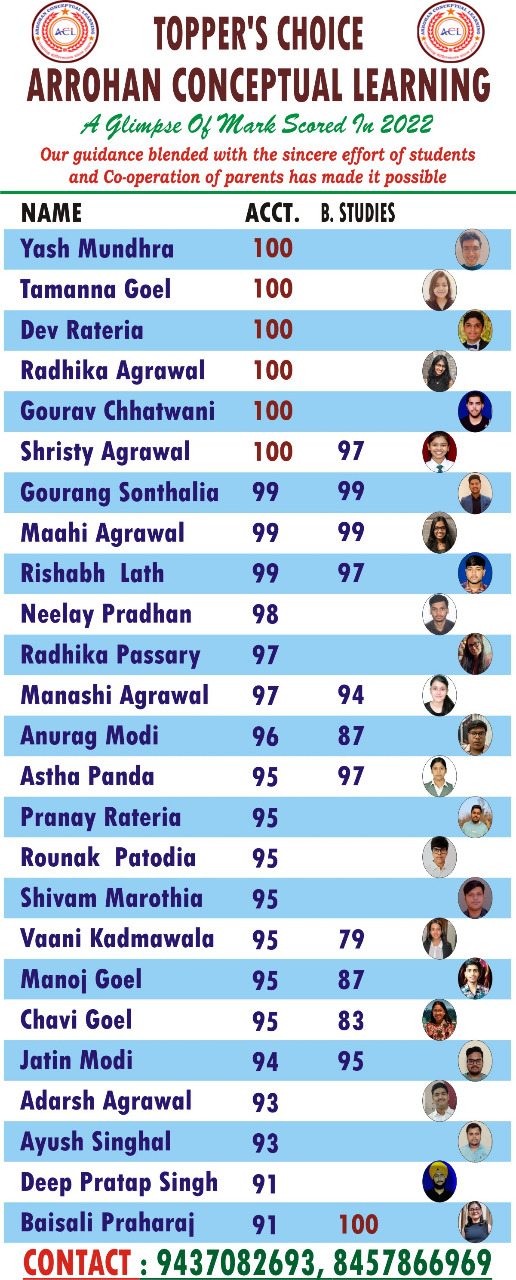 TOPPER'S CHOICE
ARROHAN CONCEPTUAL LEARNING
A Glimpse Of Mark Scored In 2022
Our guidance blended with the sincere effort of students
and Co-operation of parents has made it possible
NAME ACCT. B. STUDIES
Yash Mundhra 100
Tamanna Goel 100
Dev Rateria 100
Radhika Agrawal 100
Gourav Chhatwani 100
Shristy Agrawal 100 97
Gourang Sonthalia 99 99
Maahi Agrawal 99 99
Rishabh Lath 99 97
Neelay Pradhan 98
Radhika Passary 97
Manashi Agrawal 97 94
Anurag Modi 96 87
Astha Panda 95 97
Pranay Rateria 95
Rounak Patodia 95
Shivam Marothia 95
Vaani Kadmawala 95 79
Manoj Goel 95 87
Chavi Goel 95 83
Jatin Modi 94 95
Adarsh Agrawal 93
Ayush Singhal 93
Deep Pratap Singh 91
Baisali Praharaj 91 100
CONTACT : 9437082693, 8457866969